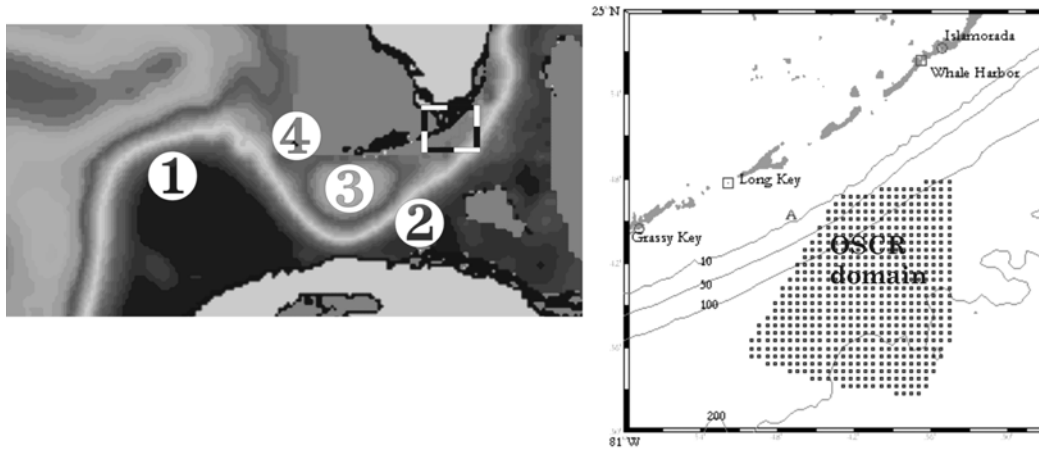 1
2
3
4
25°N
Islamorada
Whale Harbor
Long Key
A
Grassy Key
10
50
100
OSCR
domain
200
81°W